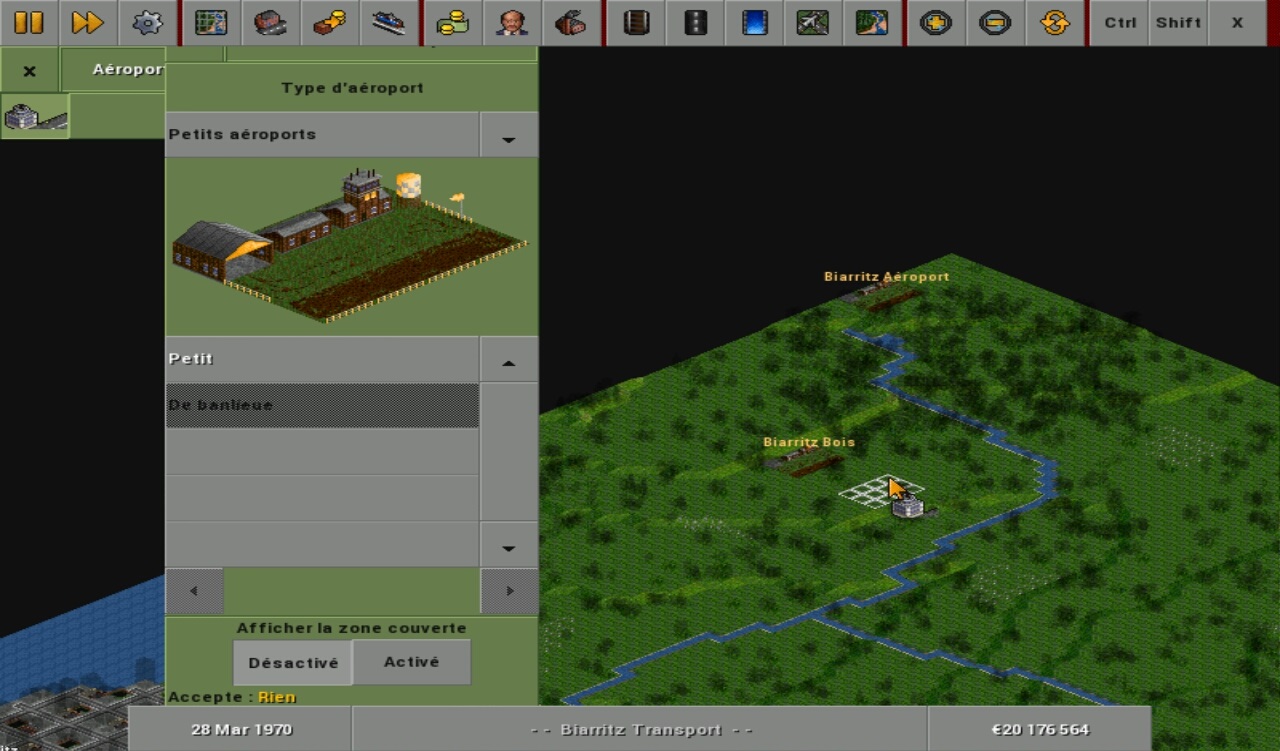 Ctrl Shift X
x Aéropor
Type d'aéroport
Petits aéroports
Petit
De banlieue
Afficher la zone couverte
Désactivé Activé
Accepte : Rien
Biarritz Aéroport
Biarritz Bois
28 Mar 1970 - - Biarritz Transport - - €20 176 564